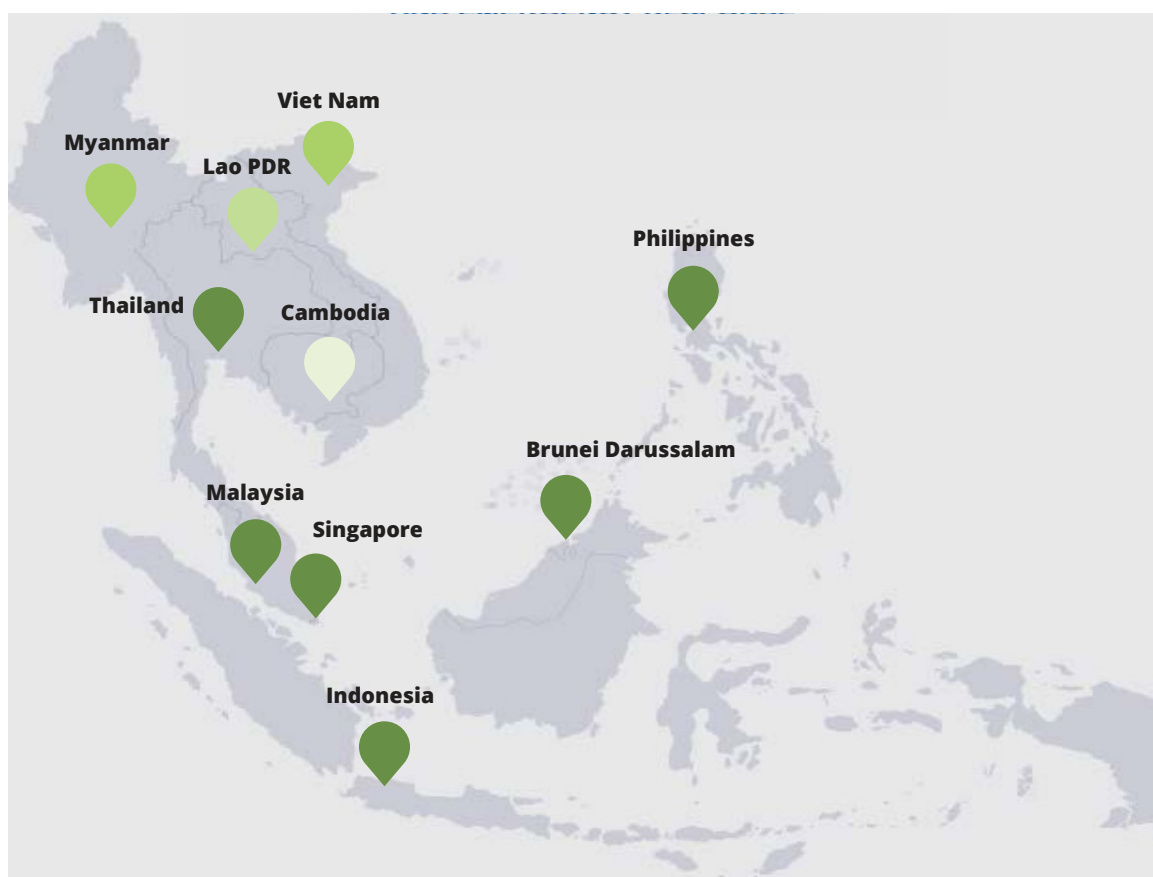 Viet Nam
Myanmar
Lao PDR
Philippines
Thailand
Cambodia
Brunei Darussalam
Malaysia
Singapore
Indonesia